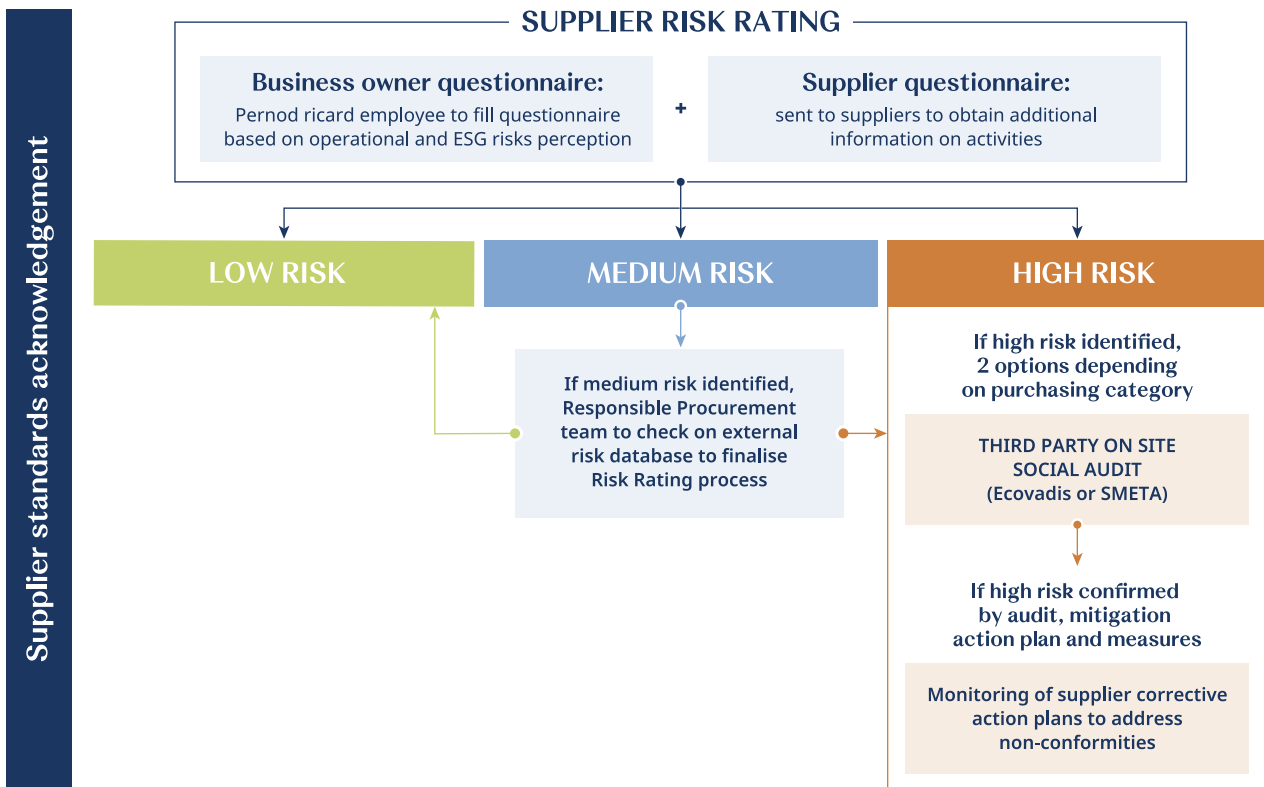 Supplier standards acknowledgement
SUPPLIER RISK RATING
Business owner questionnaire:
Pernod ricard employee to fill questionnaire
based on operational and ESG risks perception
+
Supplier questionnaire:
sent to suppliers to obtain additional
information on activities
LOW RISK
MEDIUM RISK
HIGH RISK
If medium risk identified,
Responsible Procurement
team to check on external
risk database to finalise
Risk Rating process
If high risk identified,
2 options depending
on purchasing category
THIRD PARTY ON SITE
SOCIAL AUDIT
(Ecovadis or SMETA)
If high risk confirmed
by audit, mitigation
action plan and measures
Monitoring of supplier corrective
action plans to address
non-conformities